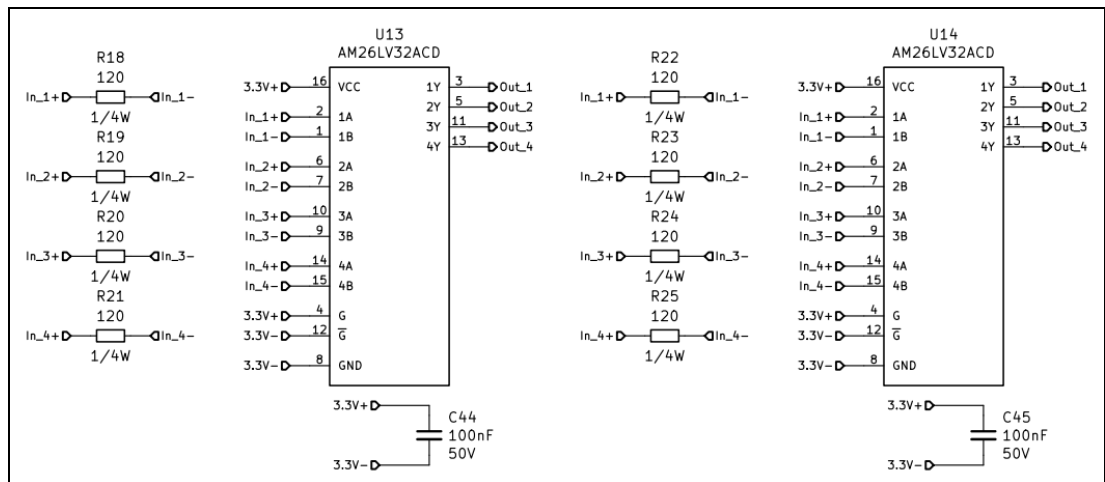 U13
AM26LV32ACD
R18
120
In_1+ In_1-
1/4W
R19
120
In_2+ In_2-
1/4W
R20
120
In_3+ In_3-
1/4W
R21
120
In_4+ In_4-
1/4W
3.3V+ 16 VCC 1Y 3 Out_1
2Y 5 Out_2
In_1+ 2 1A 3Y 11 Out_3
In_1- 1 1B 4Y 13 Out_4
In_2+ 6 2A
In_2- 7 2B
In_3+ 10 3A
In_3- 9 3B
In_4+ 14 4A
In_4- 15 4B
3.3V+ 4 G
3.3V- 12 G
3.3V- 8 GND
3.3V+
C44
100nF
50V
3.3V-
U14
AM26LV32ACD
R22
120
In_1+ In_1-
1/4W
R23
120
In_2+ In_2-
1/4W
R24
120
In_3+ In_3-
1/4W
R25
120
In_4+ In_4-
1/4W
3.3V+ 16 VCC 1Y 3 Out_1
2Y 5 Out_2
In_1+ 2 1A 3Y 11 Out_3
In_1- 1 1B 4Y 13 Out_4
In_2+ 6 2A
In_2- 7 2B
In_3+ 10 3A
In_3- 9 3B
In_4+ 14 4A
In_4- 15 4B
3.3V+ 4 G
3.3V- 12 G
3.3V- 8 GND
3.3V+
C45
100nF
50V
3.3V-